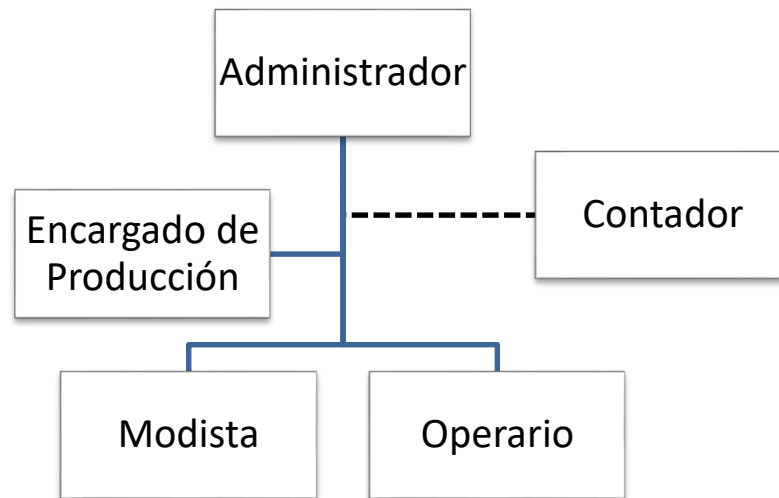 Administrador
Contador
Encargado de
Producción
Modista
Operario